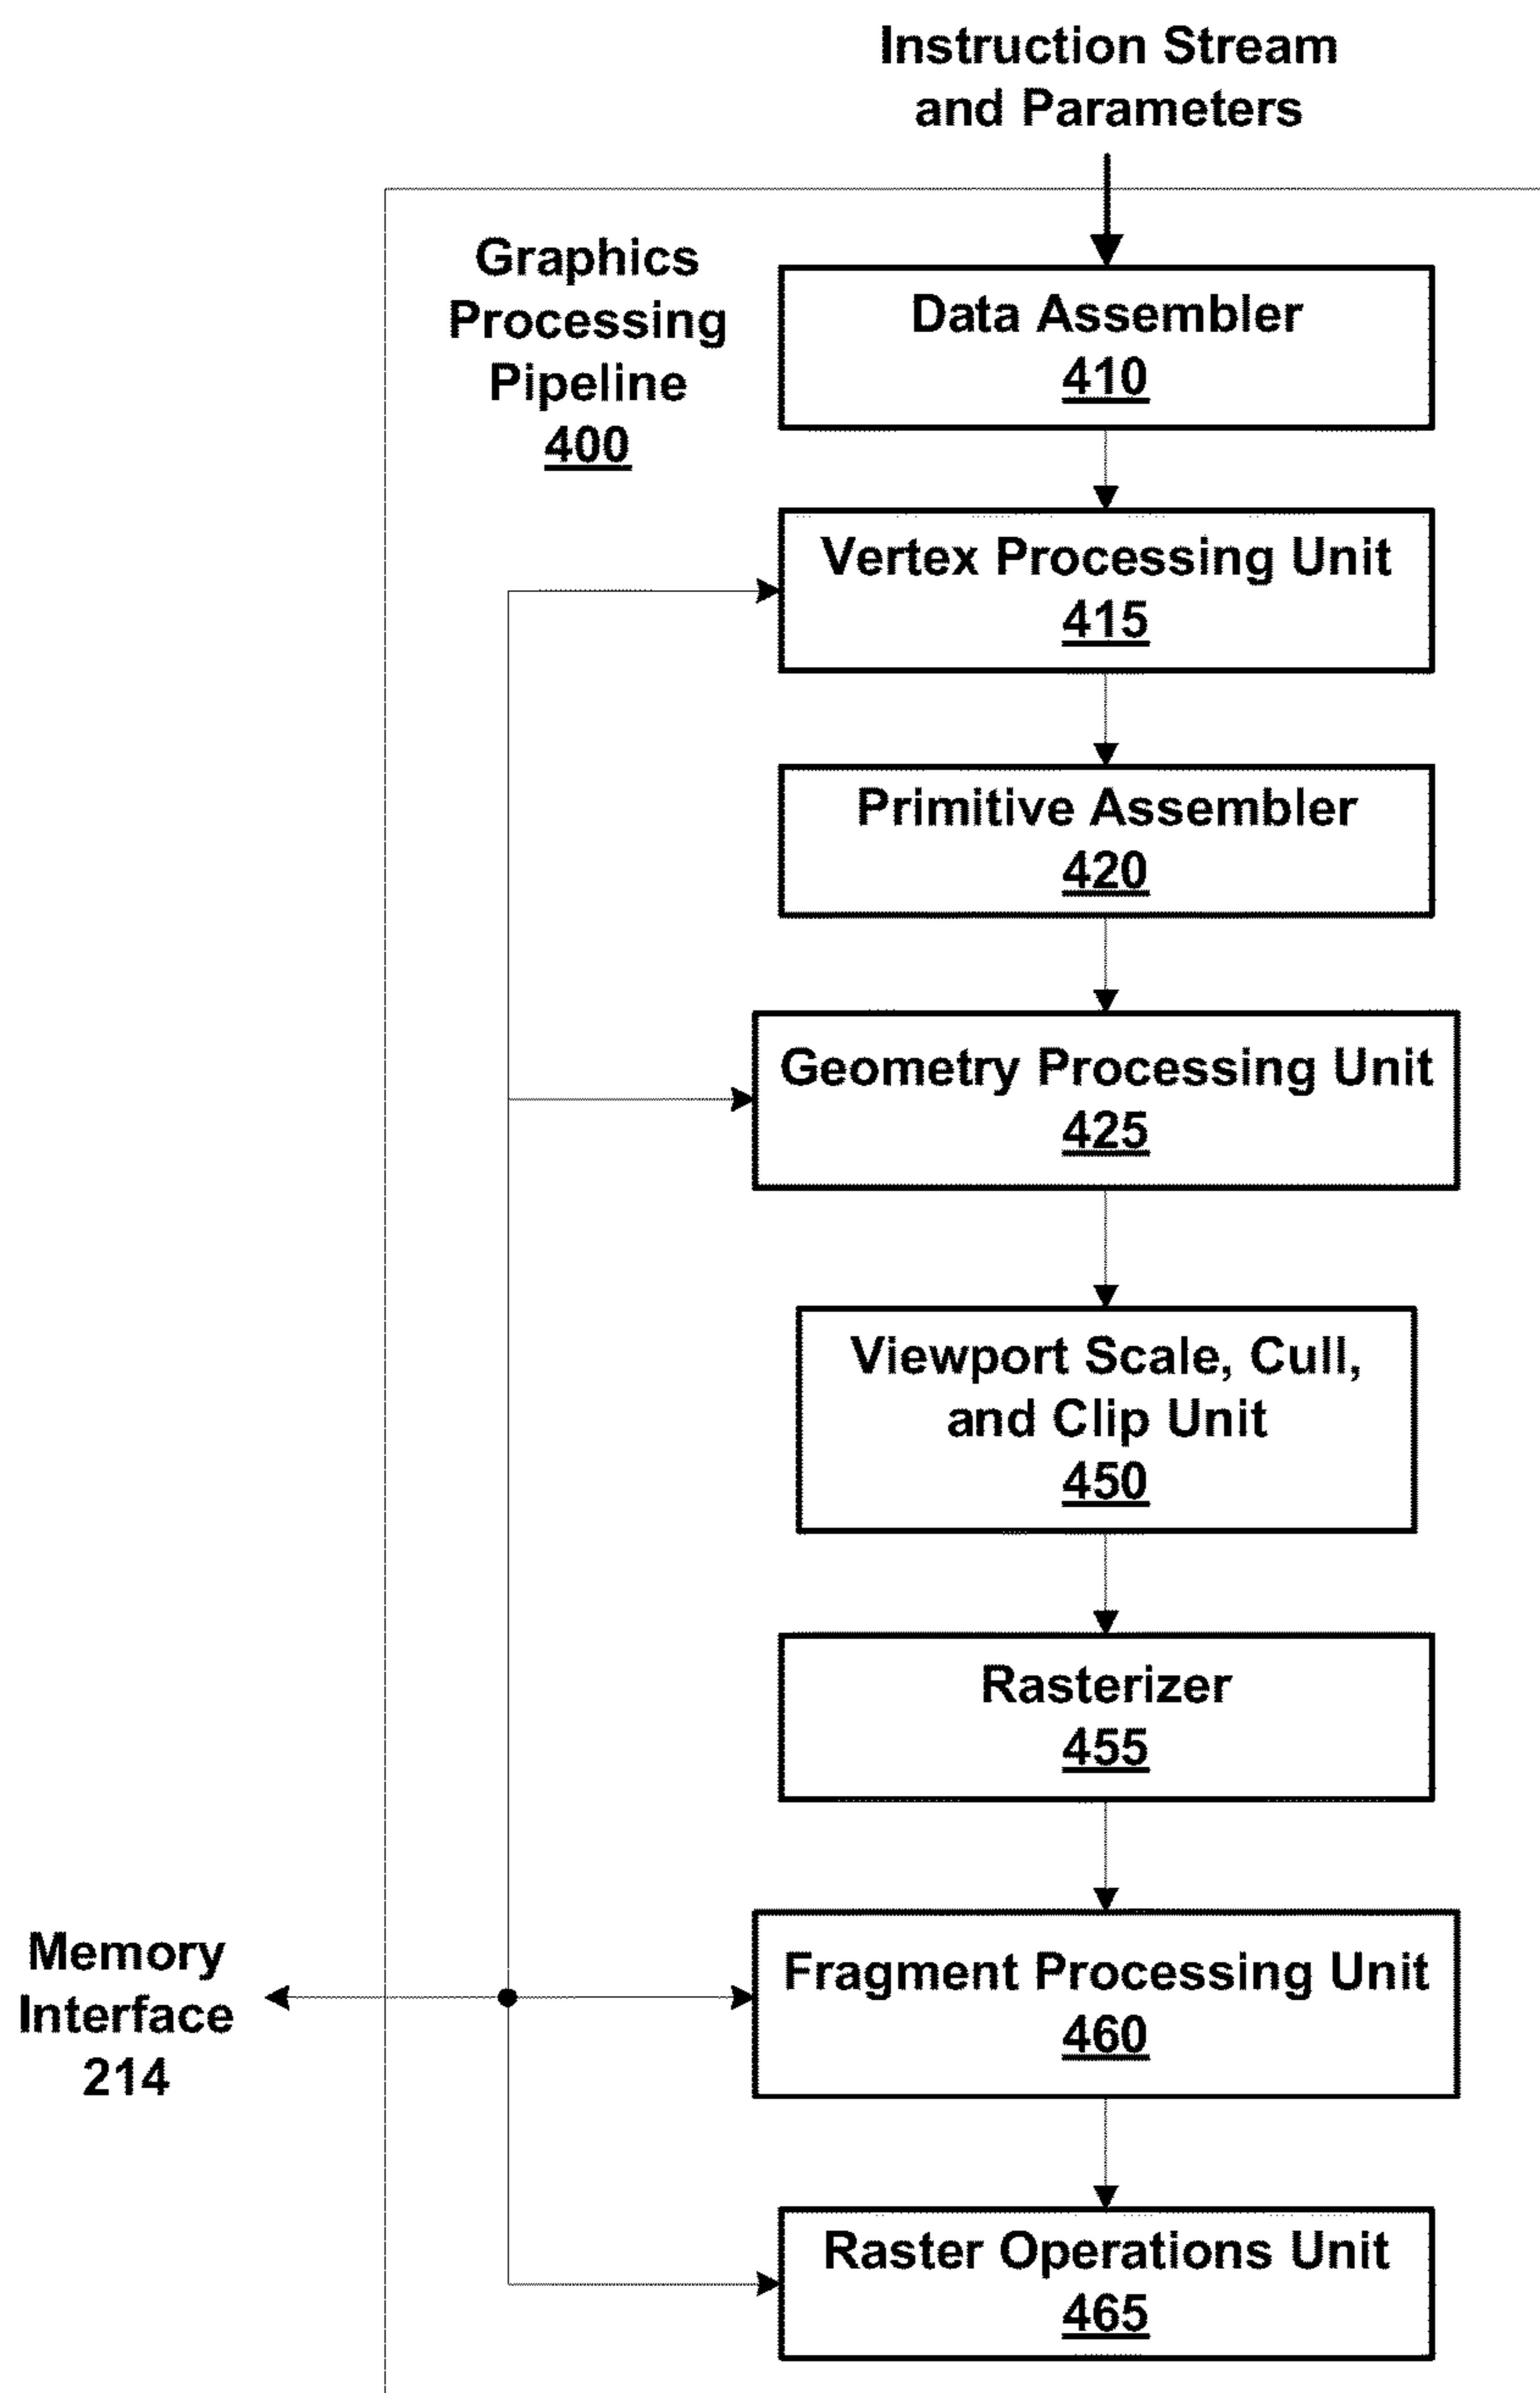 Instruction Stream
and Parameters
Graphics
Processing
Pipeline
400
Data Assembler
410
Vertex Processing Unit
415
Primitive Assembler
420
Geometry Processing Unit
425
Viewport Scale, Cull,
and Clip Unit
450
Rasterizer
455
Memory
Interface
214
Fragment Processing Unit
460
Raster Operations Unit
465